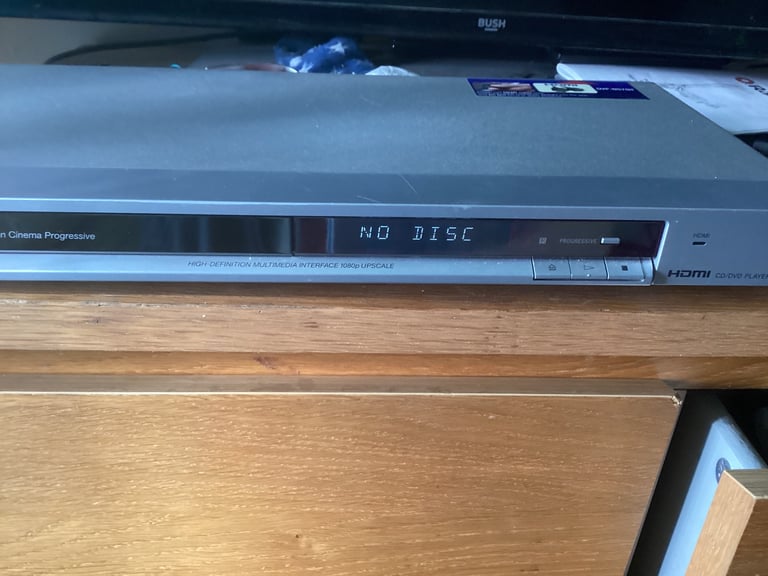 BUSH
n Cinema Progressive
NO DISC
PROGRESSIVE
HDMI
HIGH-DEFINITION MULTIMEDIA INTERFACE 1080p UPSCALE
HDMI CD/DVD PLAYER